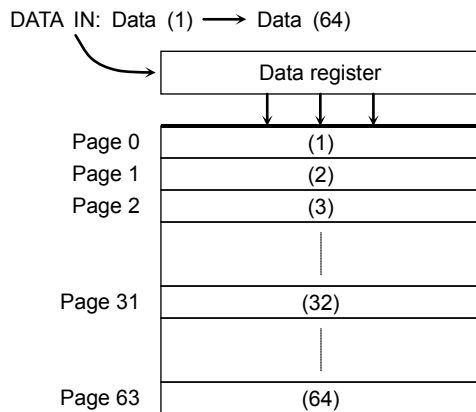 DATA IN: Data (1) Data (64)
Data register
Page 0 (1)
Page 1 (2)
Page 2 (3)
Page 31 (32)
Page 63 (64)